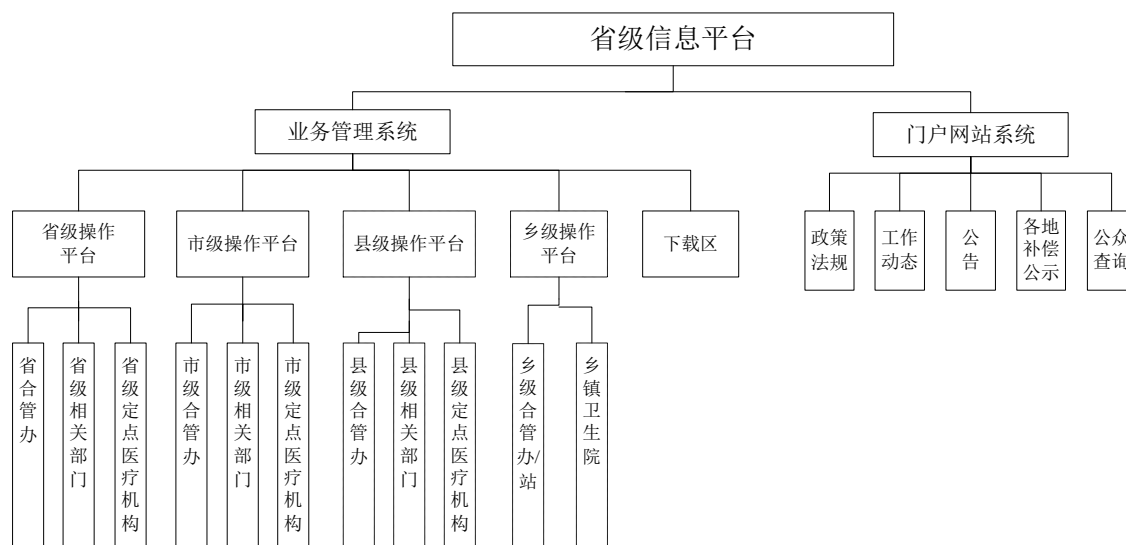 省级信息平台
业务管理系统
门户网站系统
省级操作
平台
市级操作平台
县级操作平台
乡级操作
平台
下载区
政策
法规
工作
动态
公
告
各地
补偿
公示
公众
查询
省合管办
省级相关部门
省级定点医疗机构
市级合管办
市级相关部门
市级定点医疗机构
县级合管办
县级相关部门
县级定点医疗机构
乡级合管办/站
乡镇卫生院